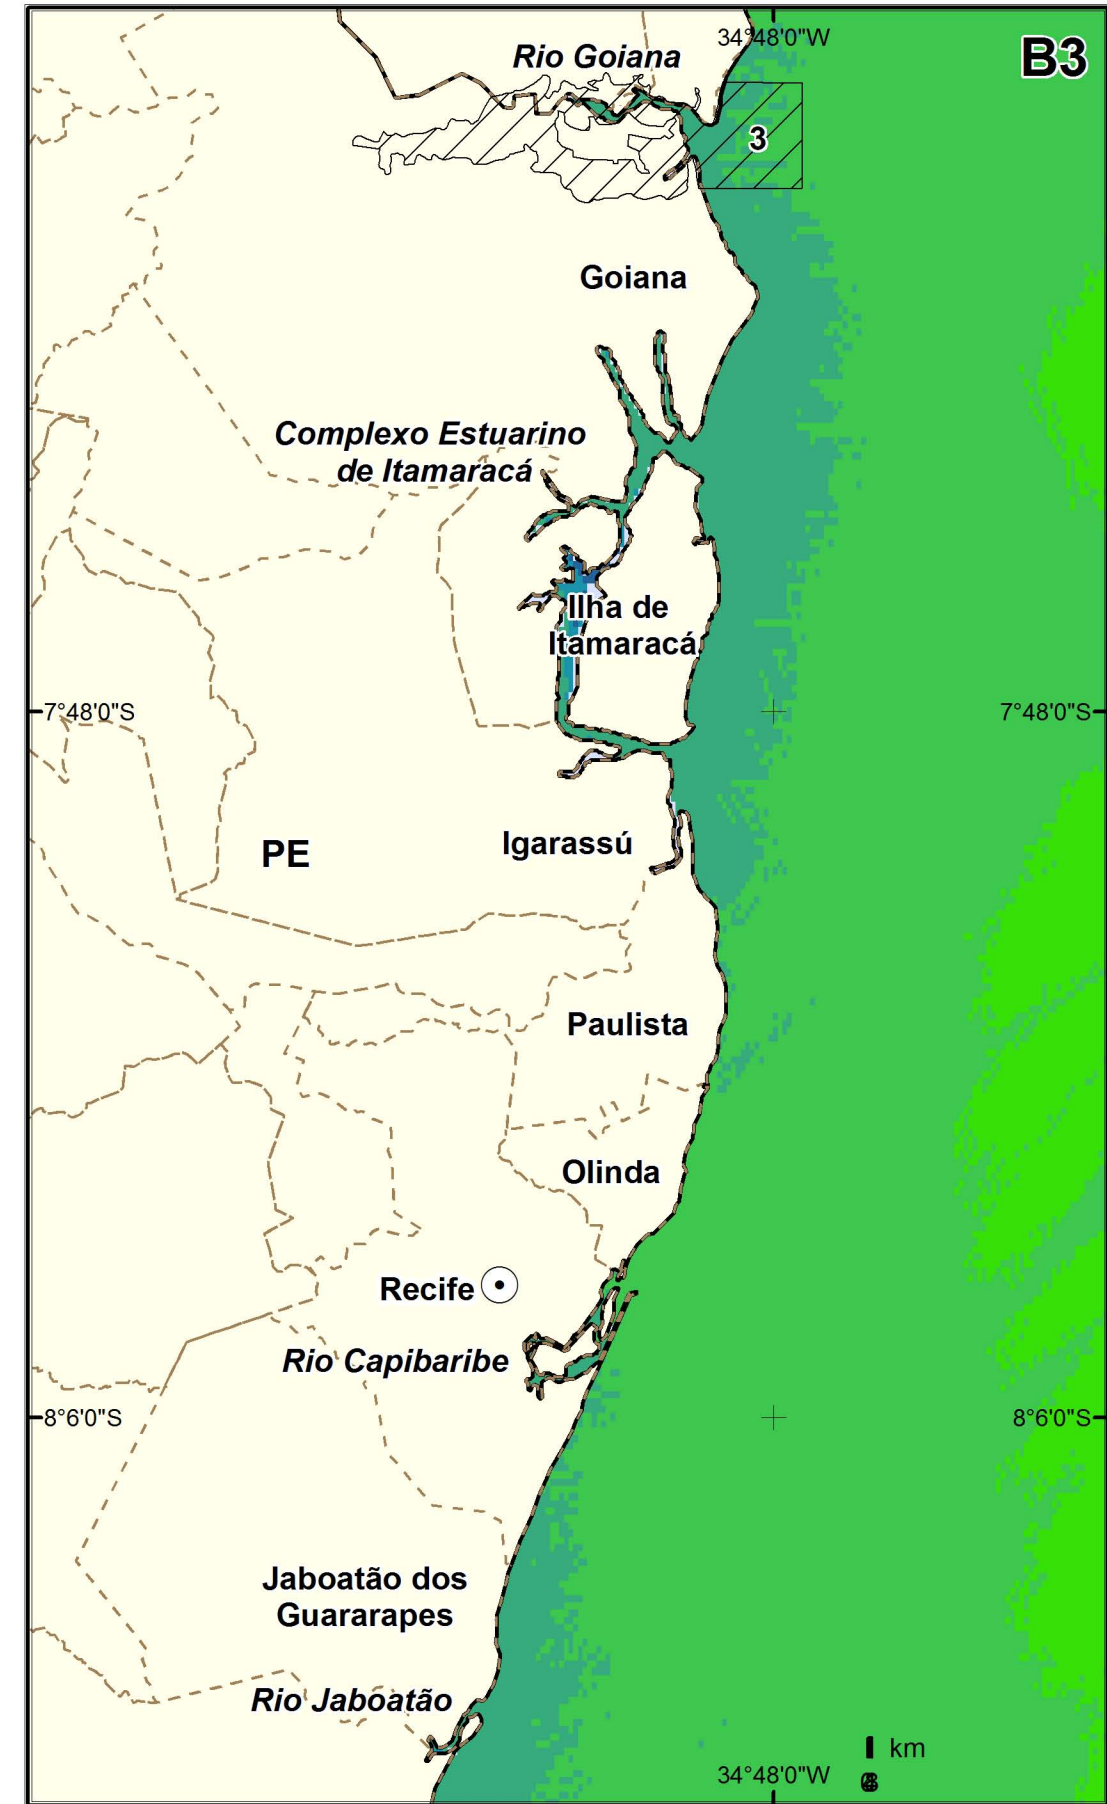 34°48'0"W
B3
Rio Goiana
3
Goiana
Complexo Estuarino
de Itamaracá
Ilha de
Itamaracá
7°48'0"S
7°48'0"S
Igarassú
PE
Paulista
Olinda
Recife
Rio Capibaribe
8°6'0"S
8°6'0"S
Jaboatão dos
Guararapes
Rio Jaboatão
km
34°48'0"W